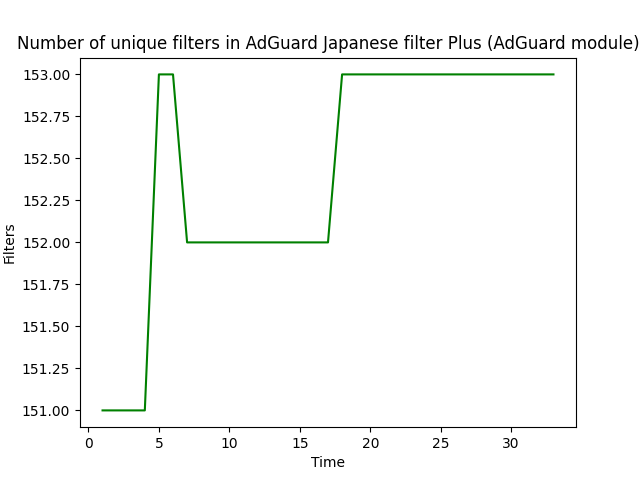 Number of unique filters in AdGuard Japanese filter Plus (AdGuard module)
153.00
152.75
152.50
152.25
152.00
151.75
151.50
151.25
151.00
Filters
0 5 10 15 20 25 30
Time